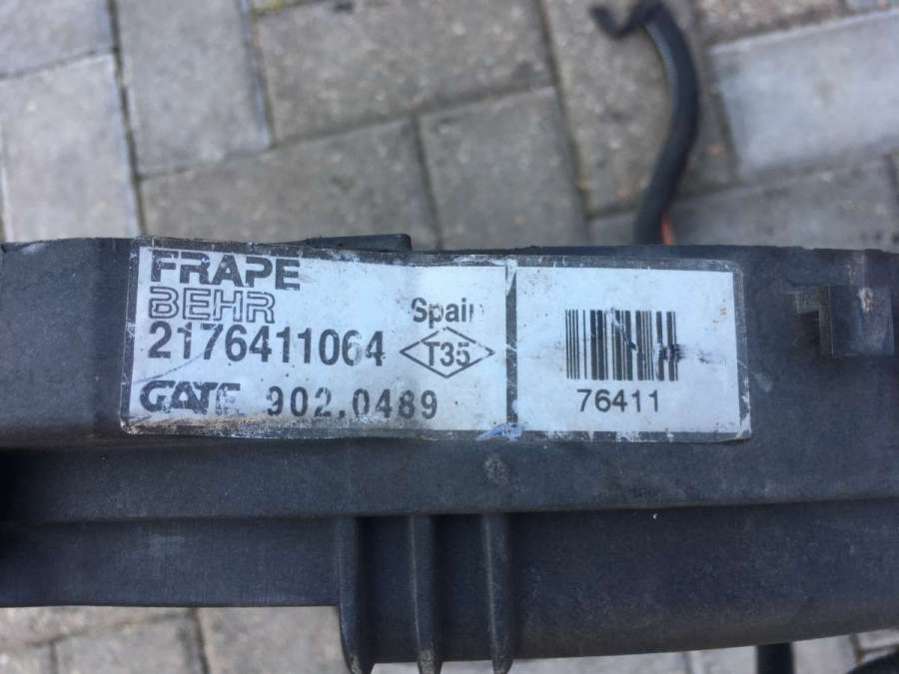 FRAPE
BEHR
Spain
2176411064
T35
GATE 902.0489
76411